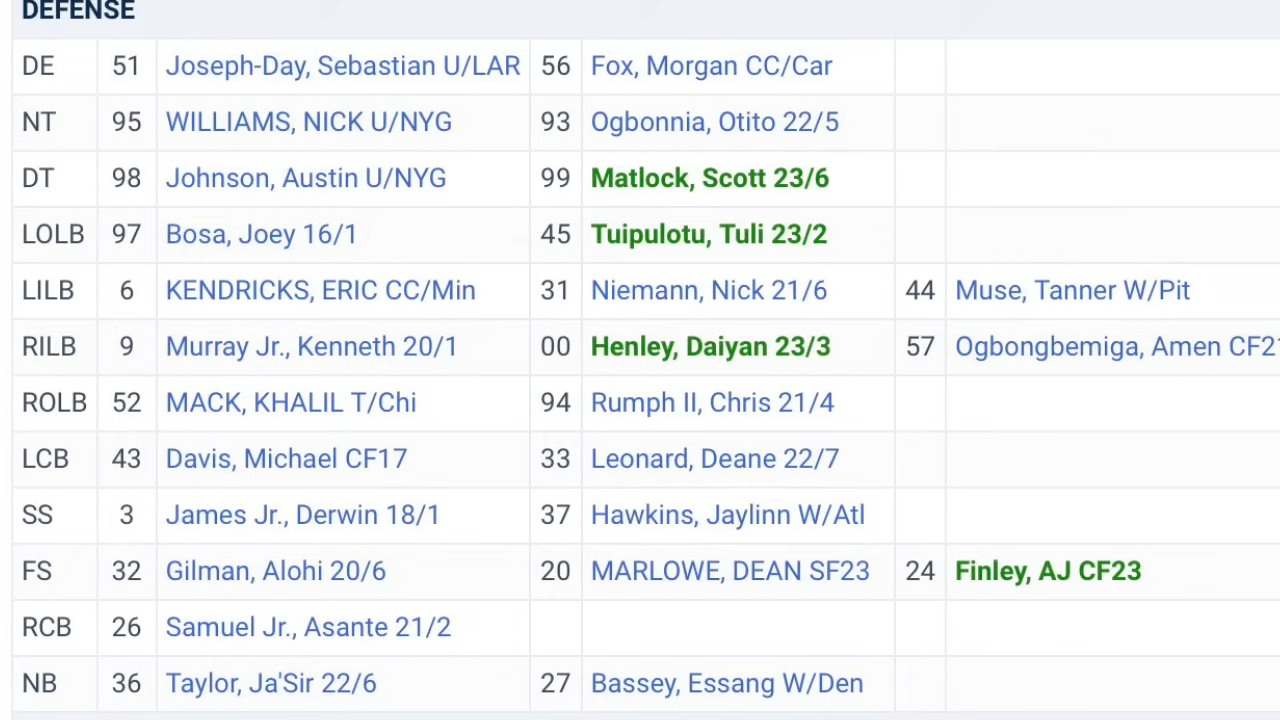 DEFENSE
DE 51 Joseph-Day, Sebastian U/LAR 56 Fox, Morgan CC/Car
NT 95 WILLIAMS, NICK U/NYG 93 Ogbonnia, Otito 22/5
DT 98 Johnson, Austin U/NYG 99 Matlock, Scott 23/6
LOLB 97 Bosa, Joey 16/1 45 Tuipulotu, Tuli 23/2
LILB 6 KENDRICKS, ERIC CC/Min 31 Niemann, Nick 21/6 44 Muse, Tanner W/Pit
RILB 9 Murray Jr., Kenneth 20/1 00 Henley, Daiyan 23/3 57 Ogbongbemiga, Amen
ROLB 52 MACK, KHALIL T/Chi 94 Rumph II, Chris 21/4
LCB 43 Davis, Michael CF17 33 Leonard, Deane 22/7
SS 3 James Jr., Derwin 18/1 37 Hawkins, Jaylinn W/Atl
FS 32 Gilman, Alohi 20/6 20 MARLOWE, DEAN SF23 24 Finley, AJ CF23
RCB 26 Samuel Jr., Asante 21/2
NB 36 Taylor, Ja'Sir 22/6 27 Bassey, Essang W/Den